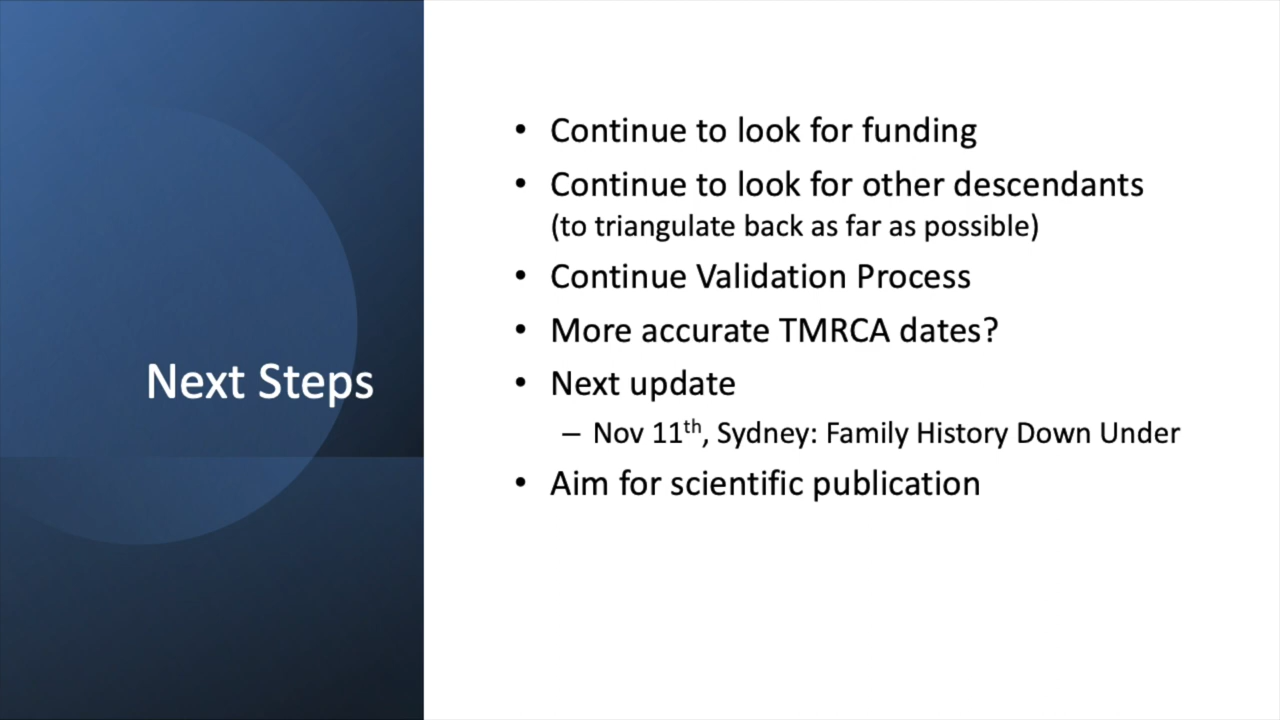 Next Steps
• Continue to look for funding
• Continue to look for other descendants
(to triangulate back as far as possible)
• Continue Validation Process
• More accurate TMRCA dates?
• Next update
– Nov 11th, Sydney: Family History Down Under
• Aim for scientific publication